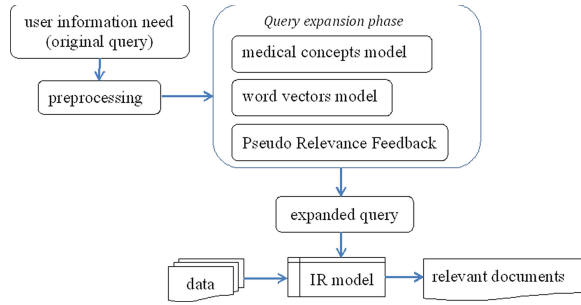 user information need
(original query)
preprocessing
Query expansion phase
medical concepts model
word vectors model
Pseudo Relevance Feedback
expanded query
data
IR model
relevant documents